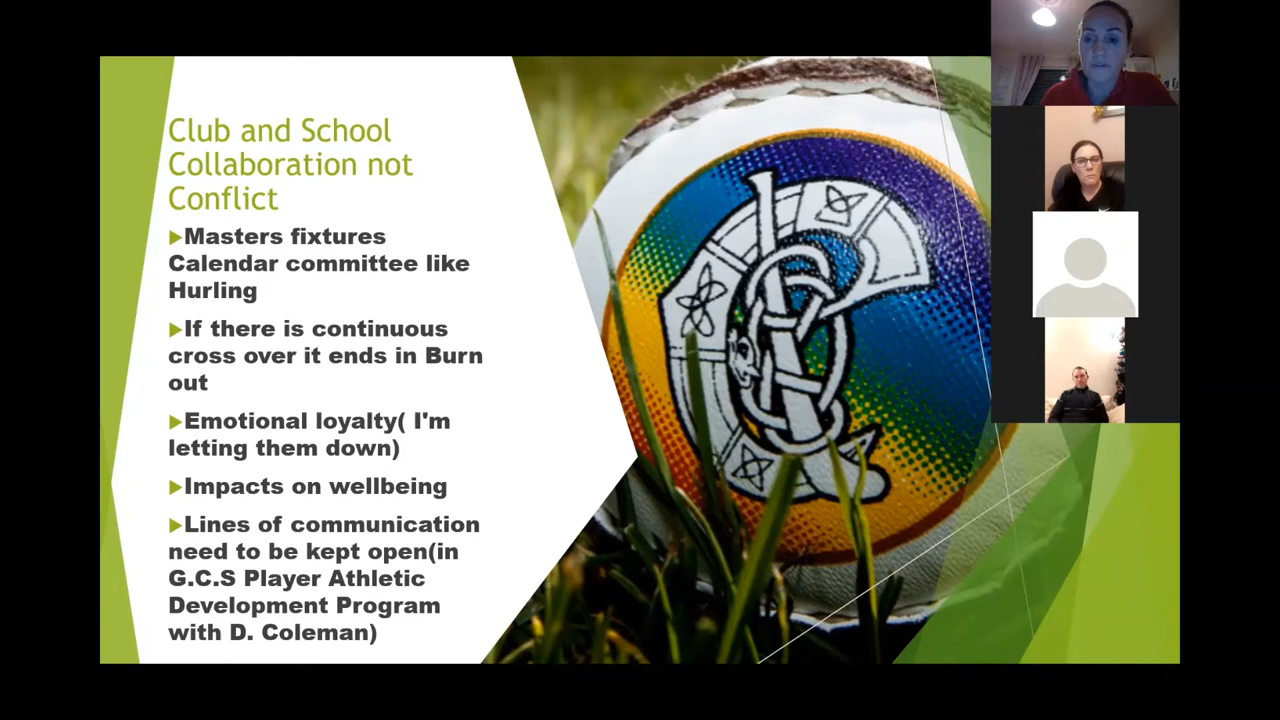 Club and School
Collaboration not
Conflict
Masters fixtures
Calendar committee like
Hurling
If there is continuous
cross over it ends in Burn
out
Emotional loyalty( I'm
letting them down)
Impacts on wellbeing
Lines of communication
need to be kept open(in
G.C.S Player Athletic
Development Program
with D. Coleman)